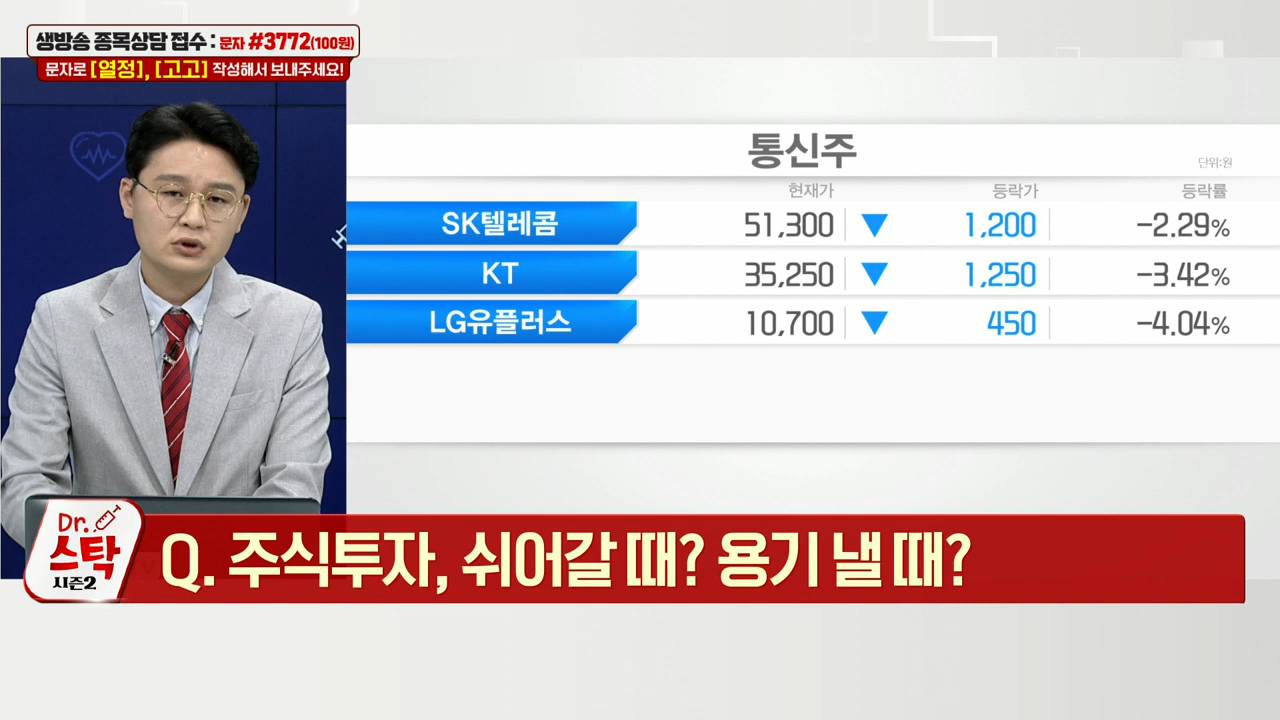 생방송 종목상담 접수 : 문자 #3772(100원)
문자로 [열정], [고고] 작성해서 보내주세요!
통신주
단위:원
현재가 등락가 등락률
SK텔레콤 51,300 ▼ 1,200 -2.29%
KT 35,250 ▼ 1,250 -3.42%
LG유플러스 10,700 ▼ 450 -4.04%
Dr.
스탁
시즌2
Q. 주식투자, 쉬어갈 때? 용기 낼 때?